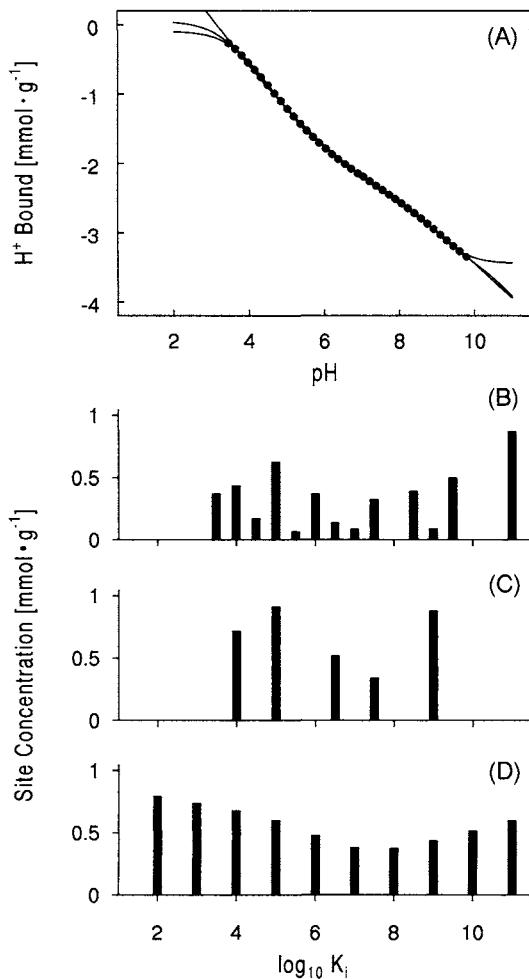 (A)
0
-1
-2
-3
-4
H⁺ Bound [mmol · g⁻¹]
2 4 6 8 10
pH
(B)
1
0.5
0
(C)
1
0.5
0
(D)
1
0.5
0
Site Concentration [mmol · g⁻¹]
2 4 6 8 10
log₁₀ Kᵢ